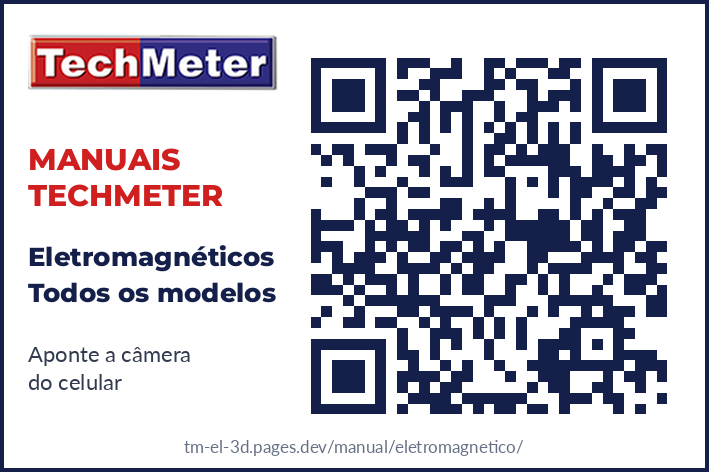 TechMeter
MANUAIS
TECHMETER
Eletromagnéticos
Todos os modelos
Aponte a câmera
do celular
tm-el-3d.pages.dev/manual/eletromagnetico/